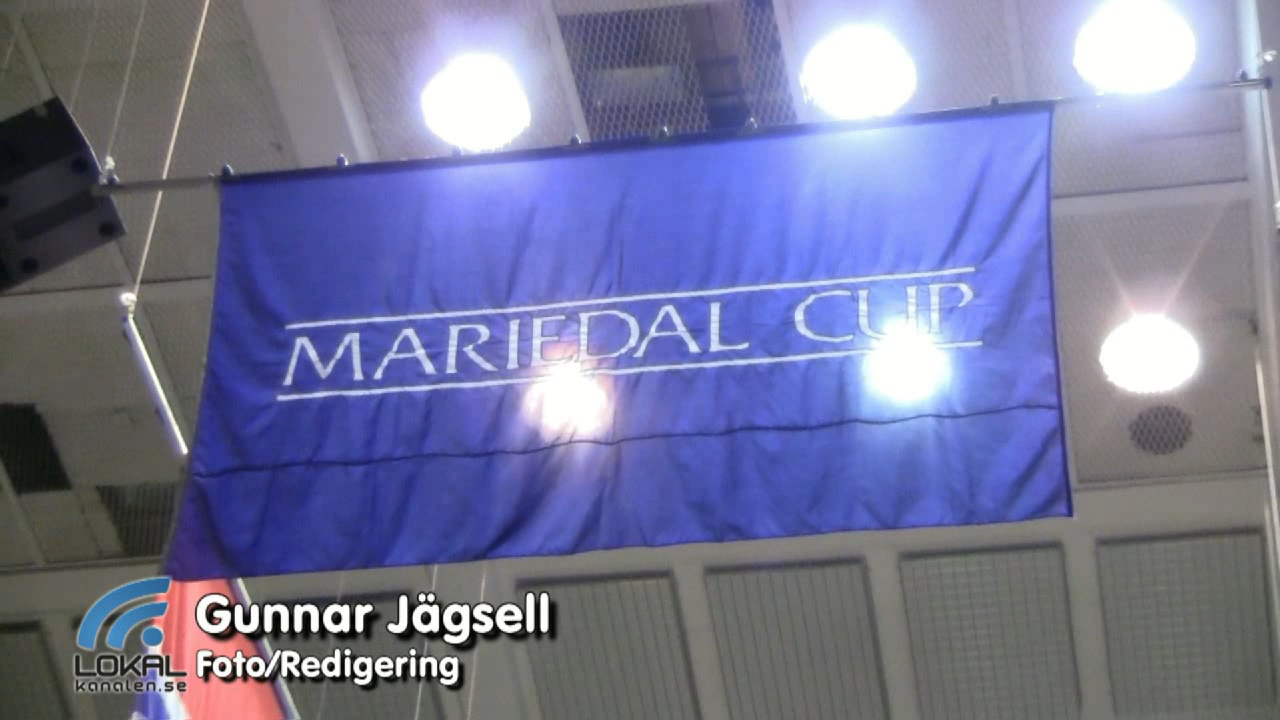 MARIEDAL CUP
Gunnar Jägsell
Foto/Redigering
LOKAL
kanalen.se